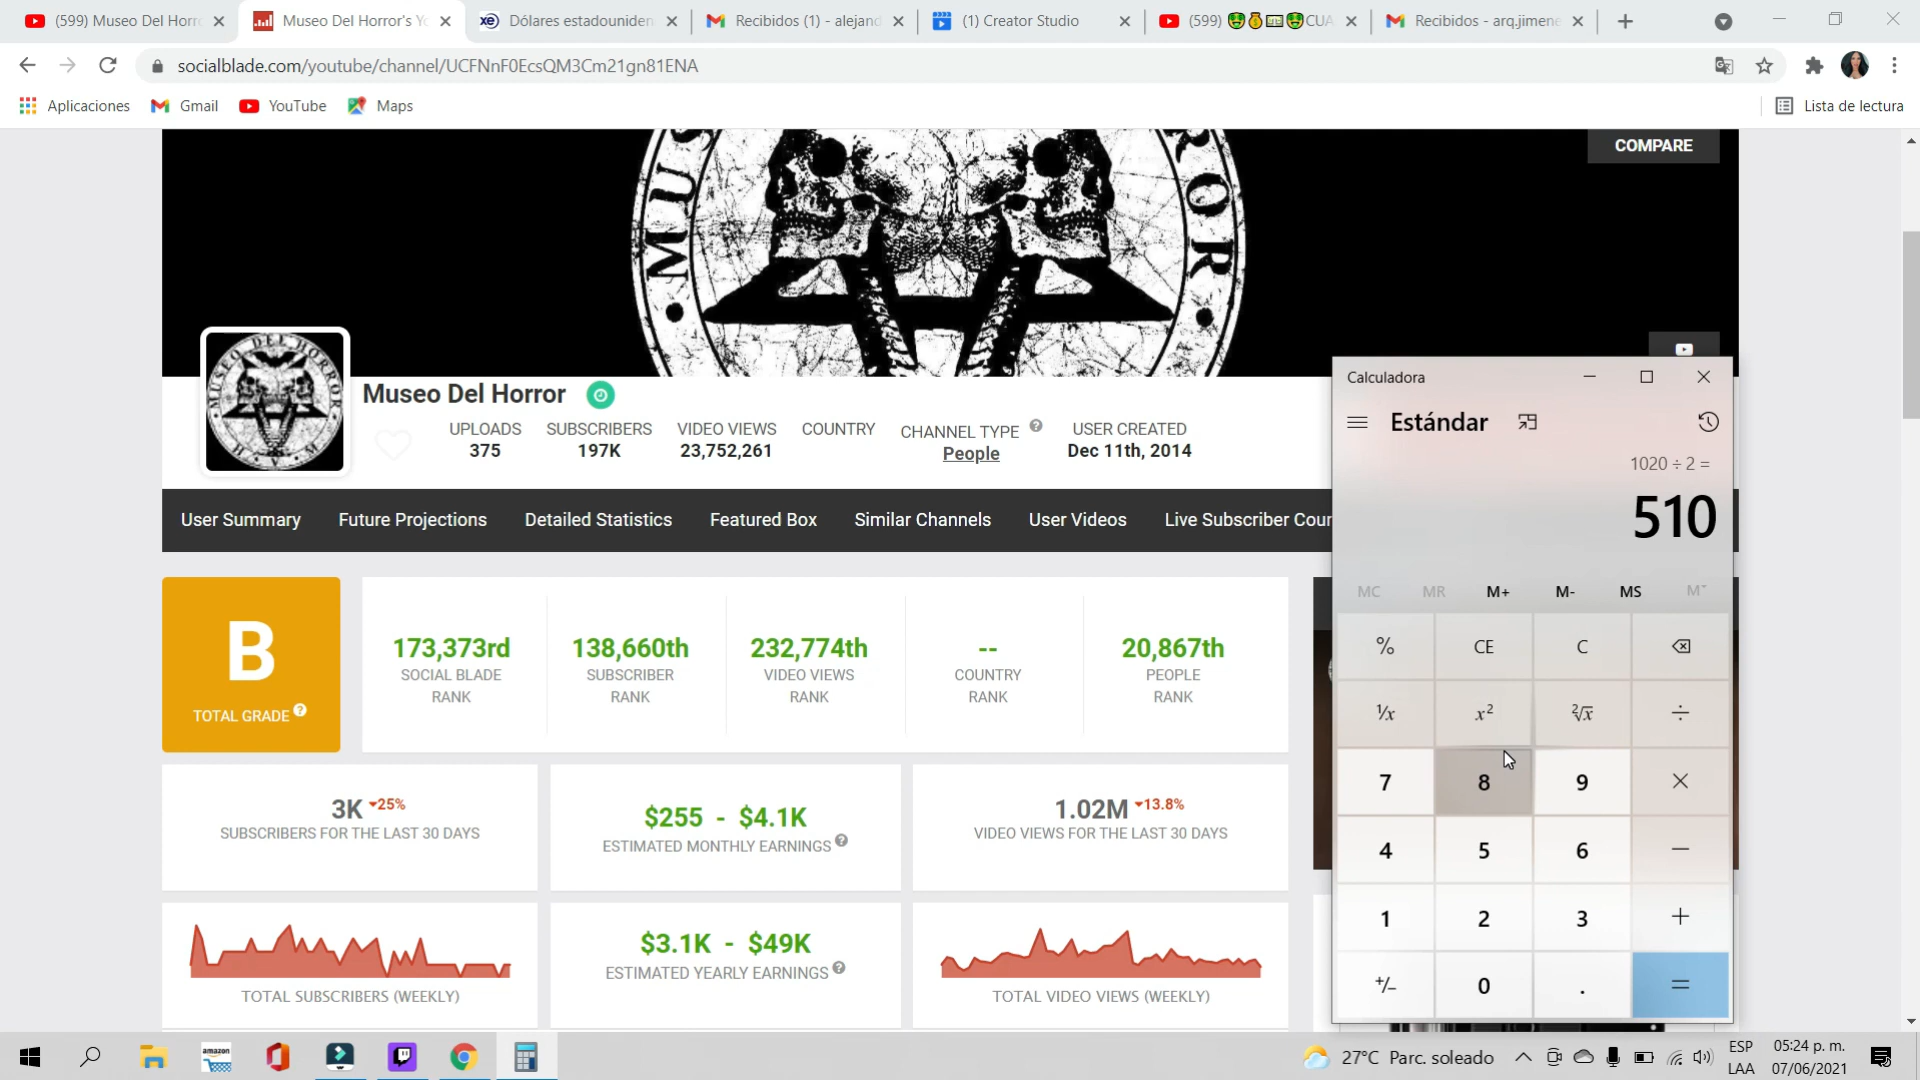 (599) Museo Del Horro
Museo Del Horror's Yo
Dólares estadouniden
Recibidos (1) - alejand
(1) Creator Studio
(599) CUA
Recibidos - arq.jimene
socialblade.com/youtube/channel/UCFNnF0EcsQM3Cm21gn81ENA
Aplicaciones
Gmail
YouTube
Maps
Lista de lectura
COMPARE
Museo Del Horror
UPLOADS
375
SUBSCRIBERS
197K
VIDEO VIEWS
23,752,261
COUNTRY
CHANNEL TYPE
People
USER CREATED
Dec 11th, 2014
User Summary
Future Projections
Detailed Statistics
Featured Box
Similar Channels
User Videos
Live Subscriber Coun
B
TOTAL GRADE
173,373rd
SOCIAL BLADE
RANK
138,660th
SUBSCRIBER
RANK
232,774th
VIDEO VIEWS
RANK
--
COUNTRY
RANK
20,867th
PEOPLE
RANK
3K 25%
SUBSCRIBERS FOR THE LAST 30 DAYS
$255 - $4.1K
ESTIMATED MONTHLY EARNINGS
1.02M 13.8%
VIDEO VIEWS FOR THE LAST 30 DAYS
TOTAL SUBSCRIBERS (WEEKLY)
$3.1K - $49K
ESTIMATED YEARLY EARNINGS
TOTAL VIDEO VIEWS (WEEKLY)
Calculadora
Estándar
1020 ÷ 2 =
510
MC MR M+ M- MS M
% CE C
⅟x x² ²√x ÷
7 8 9 ×
4 5 6 −
1 2 3 +
+/− 0 . =
amazon
27°C Parc. soleado
ESP
LAA
05:24 p. m.
07/06/2021